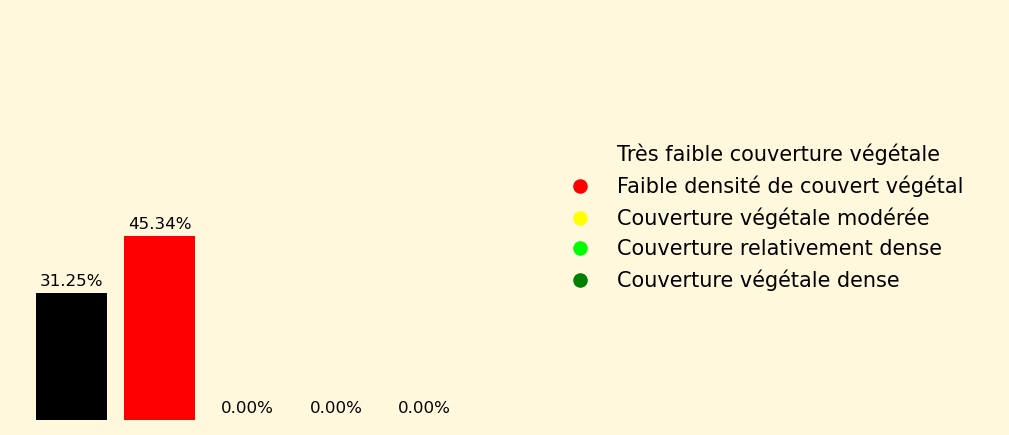 45.34%
31.25%
0.00%
0.00%
0.00%
Très faible couverture végétale
Faible densité de couvert végétal
Couverture végétale modérée
Couverture relativement dense
Couverture végétale dense